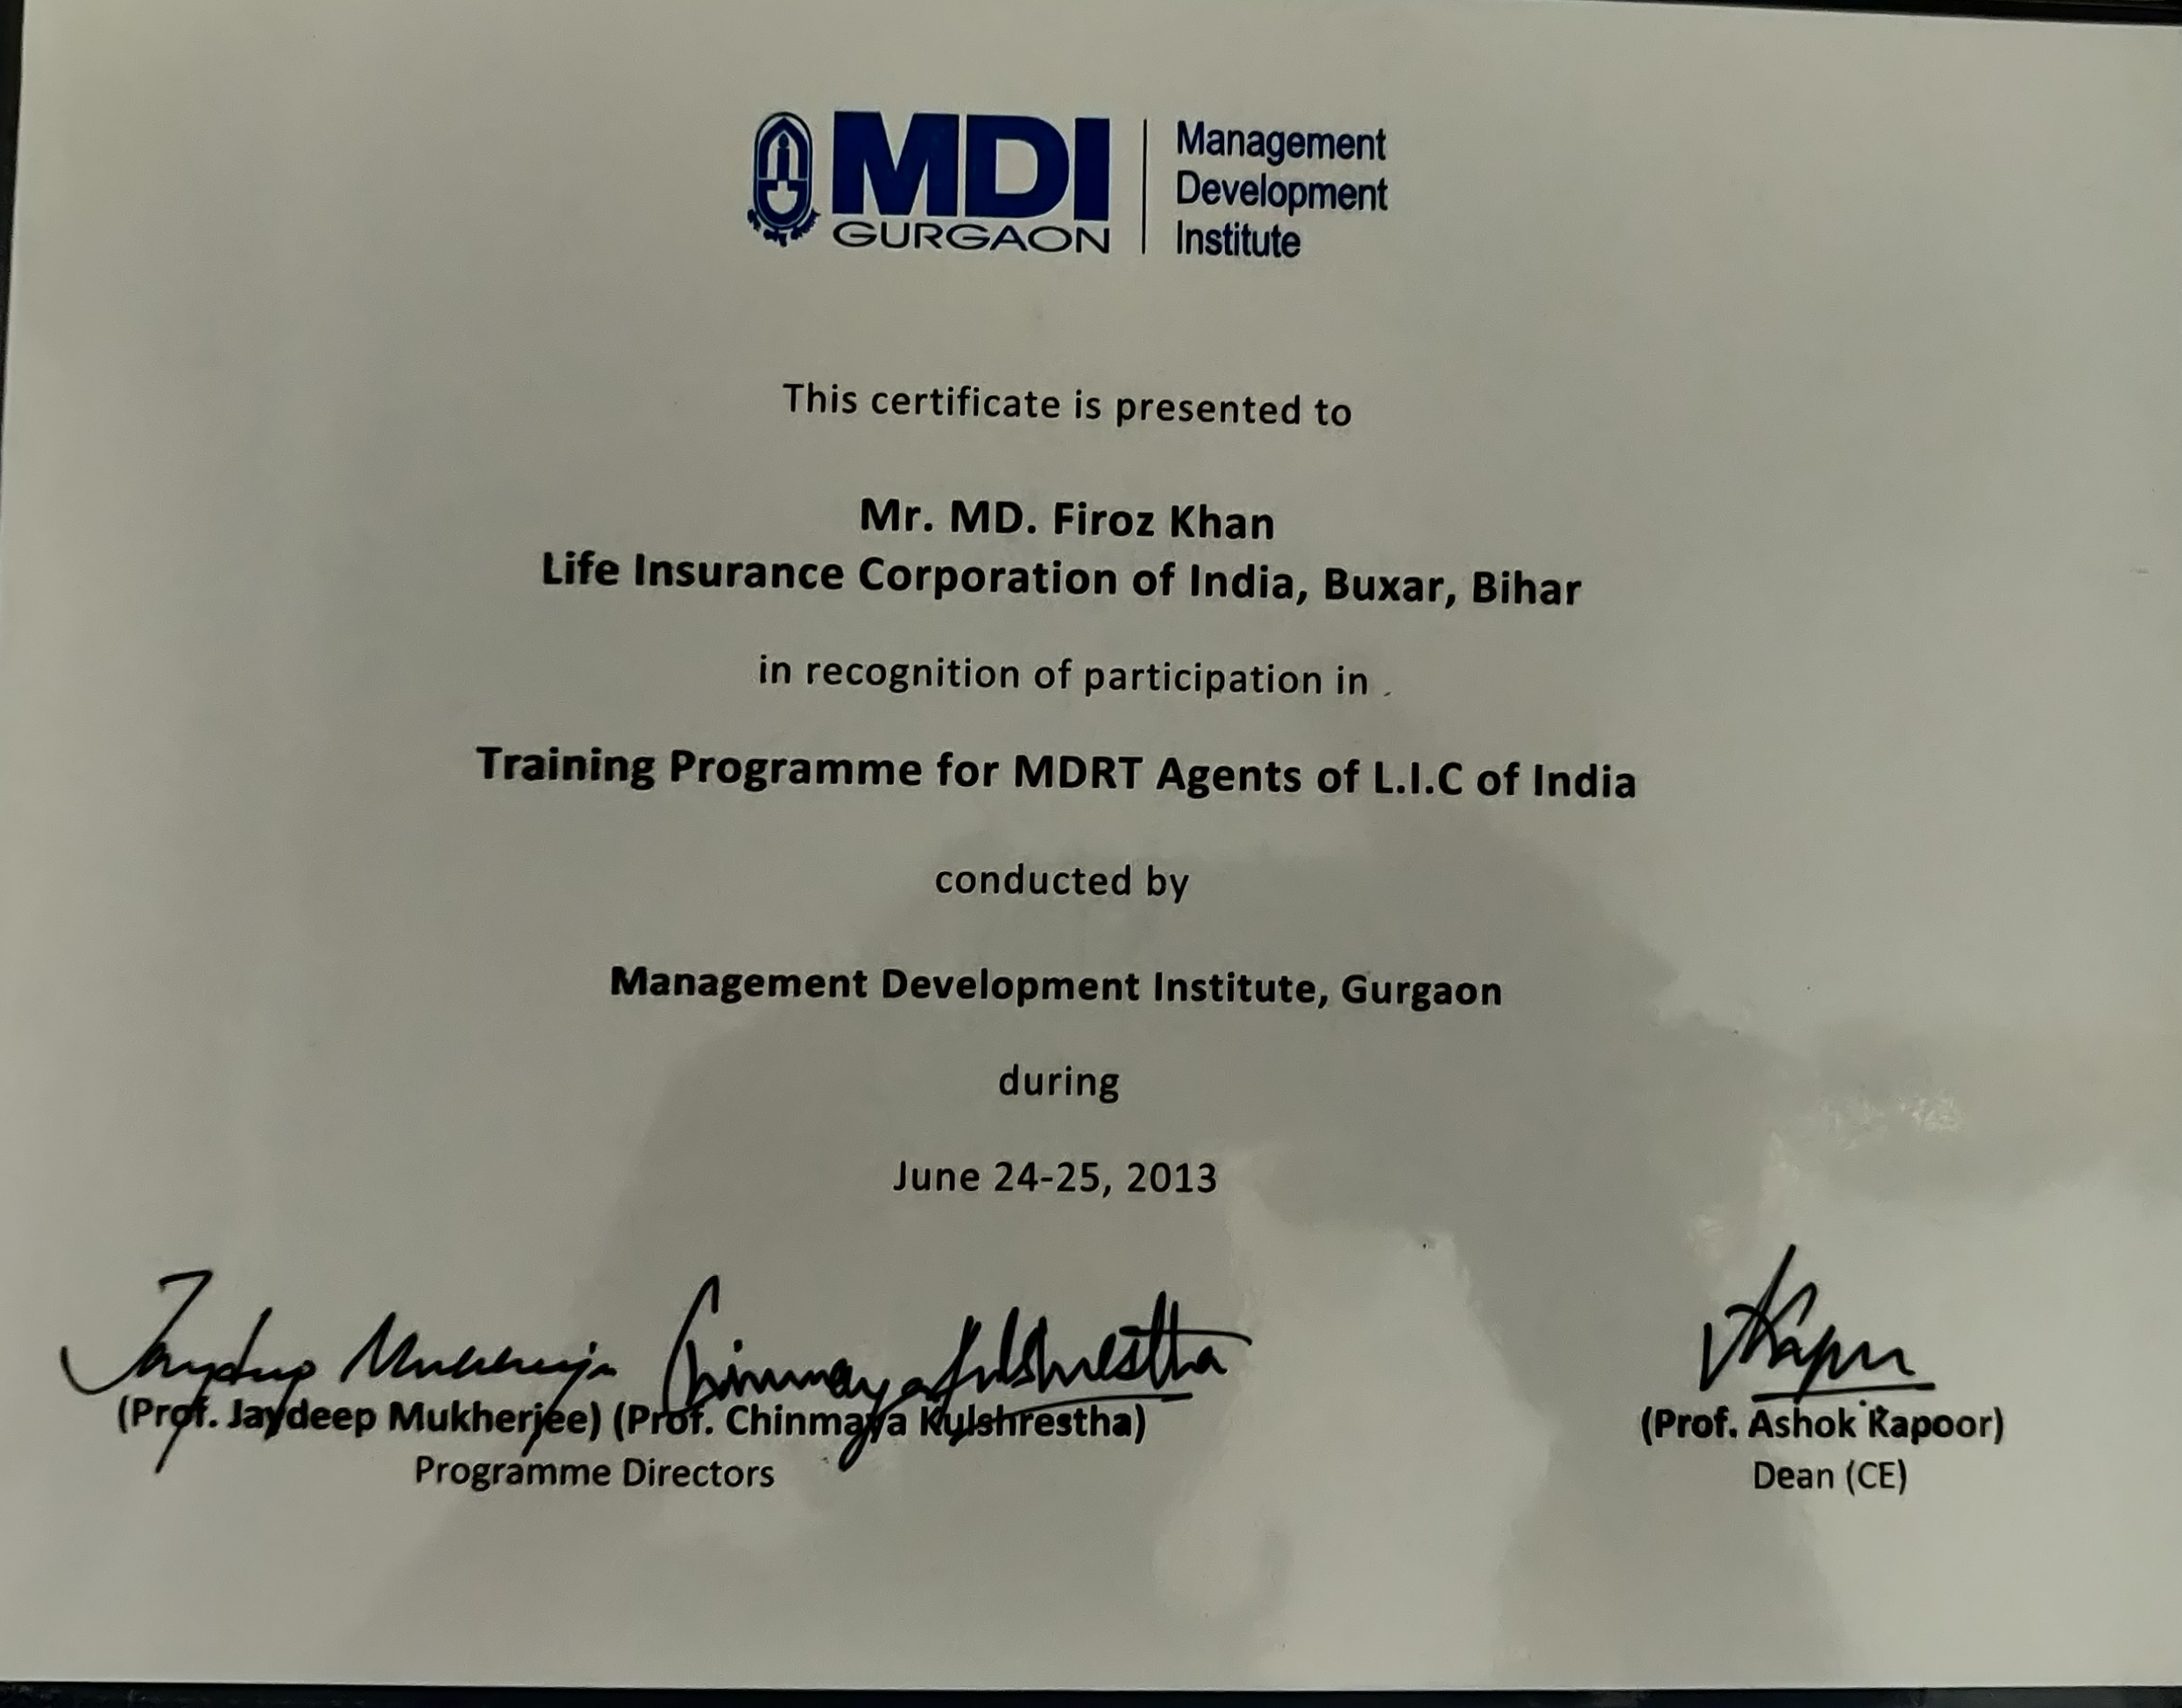 MDI
GURGAON
Management
Development
Institute
This certificate is presented to
Mr. MD. Firoz Khan
Life Insurance Corporation of India, Buxar, Bihar
in recognition of participation in
Training Programme for MDRT Agents of L.I.C of India
conducted by
Management Development Institute, Gurgaon
during
June 24-25, 2013
Jaydeep Mukherjee Chinmaya Kulshrestha
AKapoor
(Prof. Jaydeep Mukherjee) (Prof. Chinmaya Kulshrestha)
Programme Directors
(Prof. Ashok Kapoor)
Dean (CE)